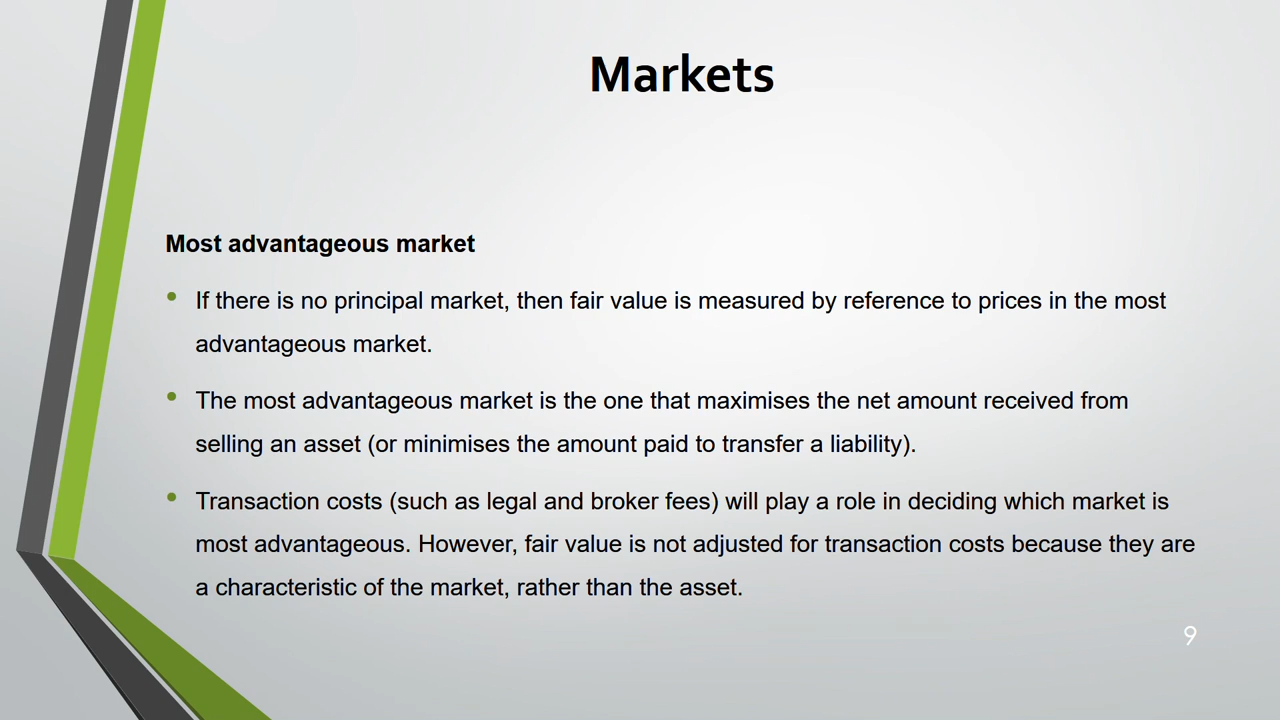 Markets
Most advantageous market
If there is no principal market, then fair value is measured by reference to prices in the most
advantageous market.
The most advantageous market is the one that maximises the net amount received from
selling an asset (or minimises the amount paid to transfer a liability).
Transaction costs (such as legal and broker fees) will play a role in deciding which market is
most advantageous. However, fair value is not adjusted for transaction costs because they are
a characteristic of the market, rather than the asset.
9